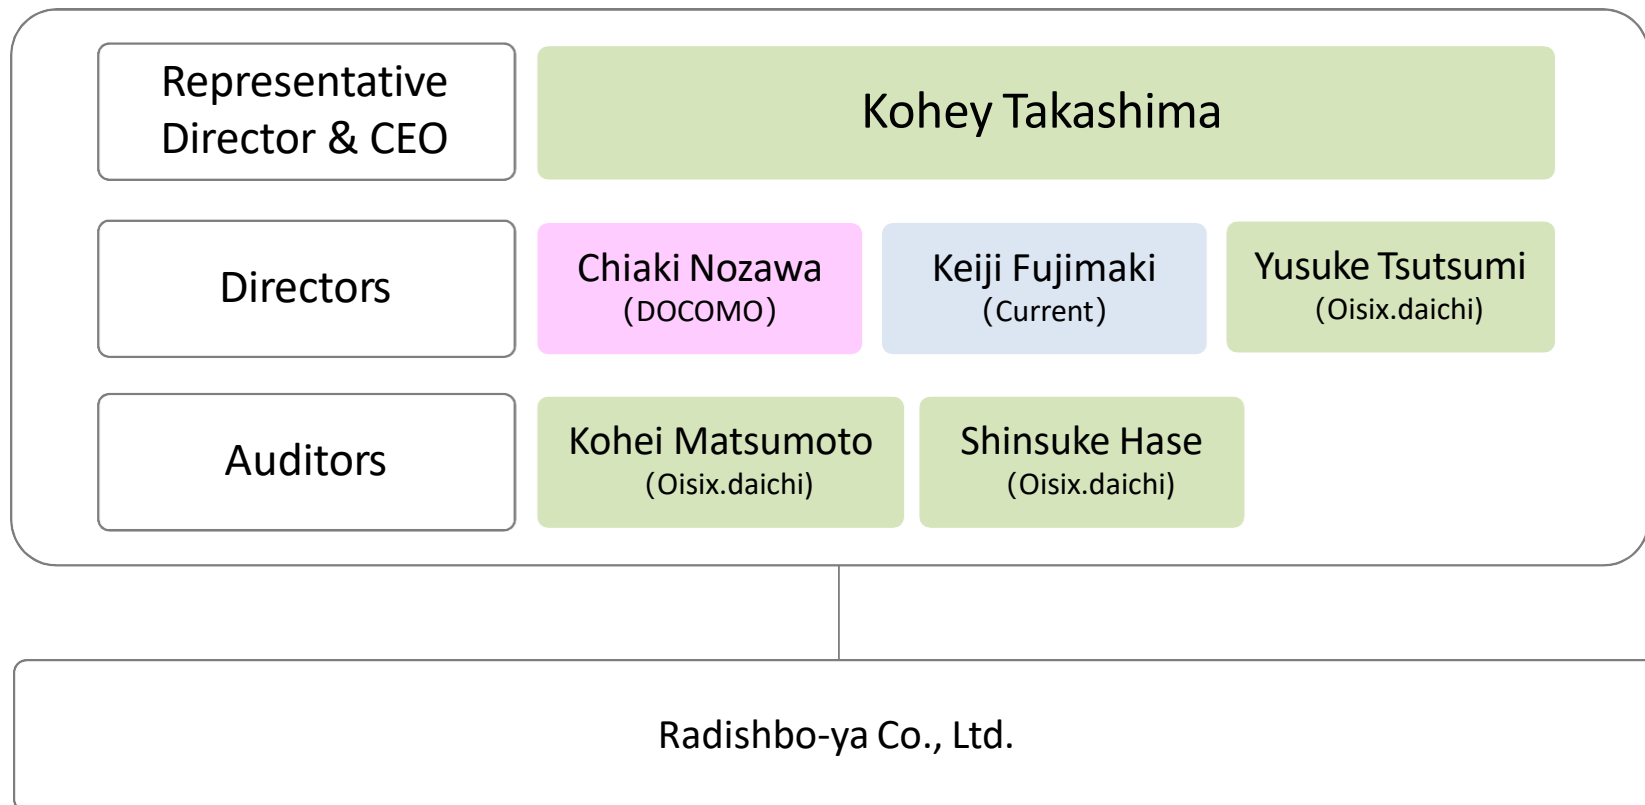 Representative
Director & CEO
Kohey Takashima
Directors
Chiaki Nozawa
(DOCOMO)
Keiji Fujimaki
(Current)
Yusuke Tsutsumi
(Oisix.daichi)
Auditors
Kohei Matsumoto
(Oisix.daichi)
Shinsuke Hase
(Oisix.daichi)
Radishbo-ya Co., Ltd.